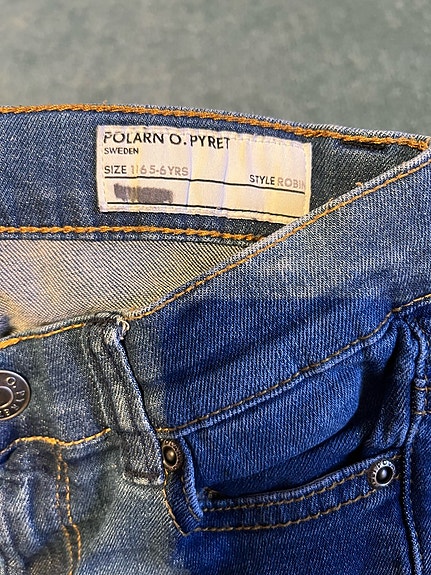 POLARN O. PYRET
SWEDEN
SIZE 116 5-6 YRS STYLE ROBIN